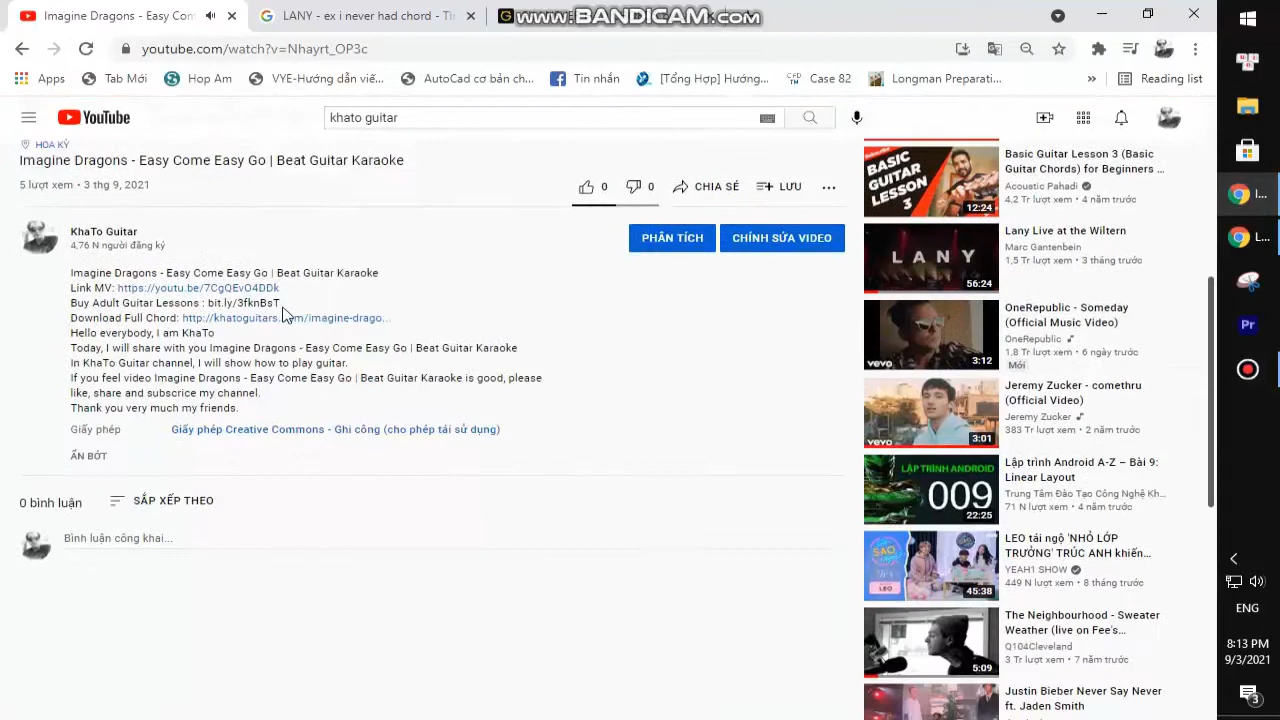 Imagine Dragons - Easy Com
LANY - ex i never had chord - Th
www.BANDICAM.com
youtube.com/watch?v=Nhayrt_OP3c
Apps
Tab Mới
Hop Am
VYE-Hướng dẫn viế...
AutoCad cơ bản ch...
Tin nhắn
[Tổng Hợp] Hướng...
Case 82
Longman Preparati...
»
Reading list
YouTube
khato guitar
HOA KỲ
Imagine Dragons - Easy Come Easy Go | Beat Guitar Karaoke
5 lượt xem • 3 thg 9, 2021
0
0
CHIA SẺ
LƯU
KhaTo Guitar
4,76 N người đăng ký
PHÂN TÍCH
CHỈNH SỬA VIDEO
Imagine Dragons - Easy Come Easy Go | Beat Guitar Karaoke
Link MV: https://youtu.be/7CgQEvO4DDk
Buy Adult Guitar Lessons : bit.ly/3fknBsT
Download Full Chord: http://khatoguitars. /imagine-drago...
Hello everybody, I am KhaTo
Today, I will share with you Imagine Dragons - Easy Come Easy Go | Beat Guitar Karaoke
In KhaTo Guitar channel, I will show how to play guitar.
If you feel video Imagine Dragons - Easy Come Easy Go | Beat Guitar Karaoke is good, please
like, share and subscrice my channel.
Thank you very much my friends.
Giấy phép
Giấy phép Creative Commons - Ghi công (cho phép tái sử dụng)
ẨN BỚT
0 bình luận
SẮP XẾP THEO
Bình luận công khai...
BASIC
GUITAR
LESSON
3
12:24
Basic Guitar Lesson 3 (Basic
Guitar Chords) for Beginners ...
Acoustic Pahadi
4,2 Tr lượt xem • 4 năm trước
LANY
56:24
Lany Live at the Wiltern
Marc Gantenbein
1,5 Tr lượt xem • 3 tháng trước
vevo
3:12
OneRepublic - Someday
(Official Music Video)
OneRepublic
1,8 Tr lượt xem • 6 ngày trước
Mới
vevo
3:01
Jeremy Zucker - comethru
(Official Video)
Jeremy Zucker
383 Tr lượt xem • 2 năm trước
LẬP TRÌNH ANDROID
009
22:25
Lập trình Android A-Z – Bài 9:
Linear Layout
Trung Tâm Đào Tạo Công Nghệ Kh...
71 N lượt xem • 4 năm trước
SAO
LEO
45:38
LEO tái ngộ 'NHỎ LỚP
TRƯỞNG' TRÚC ANH khiến...
YEAH1 SHOW
449 N lượt xem • 8 tháng trước
5:09
The Neighbourhood - Sweater
Weather (live on Fee's...
Q104Cleveland
3 Tr lượt xem • 7 năm trước
Justin Bieber Never Say Never
ft. Jaden Smith
I...
L...
Pr
ENG
8:13 PM
9/3/2021
3